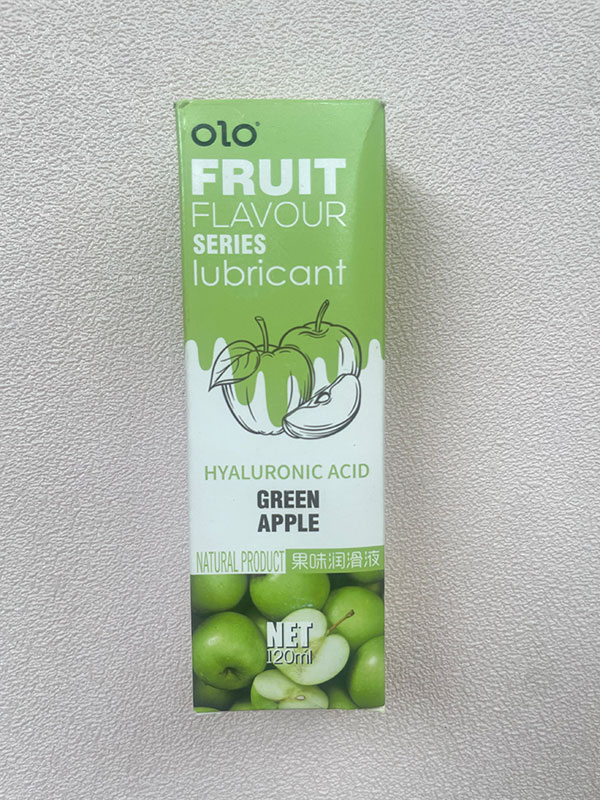 olo®
FRUIT
FLAVOUR
SERIES
lubricant
HYALURONIC ACID
GREEN
APPLE
NATURAL PRODUCT 果味润滑液
NET
120ml